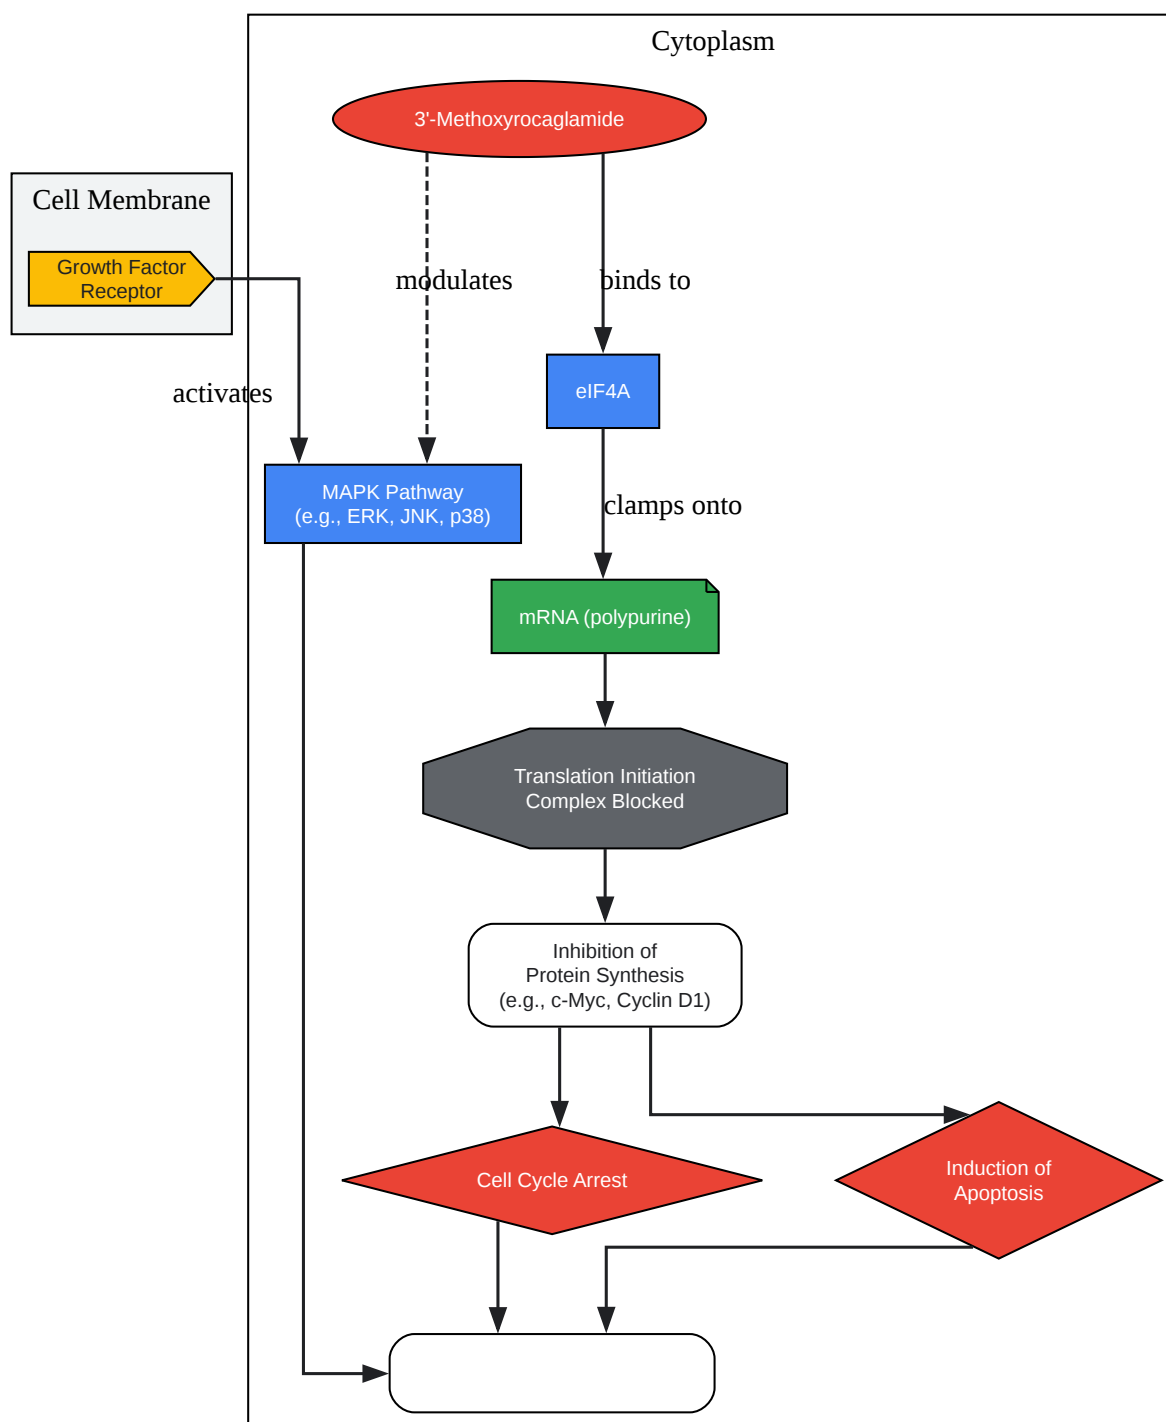 Cytoplasm
3'-Methoxyrocaglamide
Cell Membrane
Growth Factor
Receptor
modulates
binds to
activates
eIF4A
MAPK Pathway
(e.g., ERK, JNK, p38)
clamps onto
mRNA (polypurine)
Translation Initiation
Complex Blocked
Inhibition of
Protein Synthesis
(e.g., c-Myc, Cyclin D1)
Cell Cycle Arrest
Induction of
Apoptosis